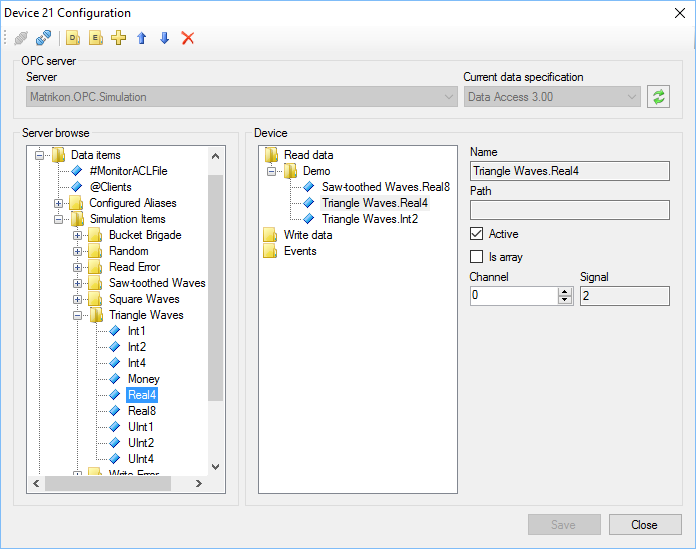 Device 21 Configuration
D
E
OPC server
Server
Current data specification
Matrikon.OPC.Simulation
Data Access 3.00
Server browse
Data items
#MonitorACLFile
@Clients
Configured Aliases
Simulation Items
Bucket Brigade
Random
Read Error
Saw-toothed Waves
Square Waves
Triangle Waves
Int1
Int2
Int4
Money
Real4
Real8
UInt1
UInt2
UInt4
Write Error
Device
Read data
Demo
Saw-toothed Waves.Real8
Triangle Waves.Real4
Triangle Waves.Int2
Write data
Events
Name
Triangle Waves.Real4
Path
Active
Is array
Channel
Signal
0
2
Save
Close